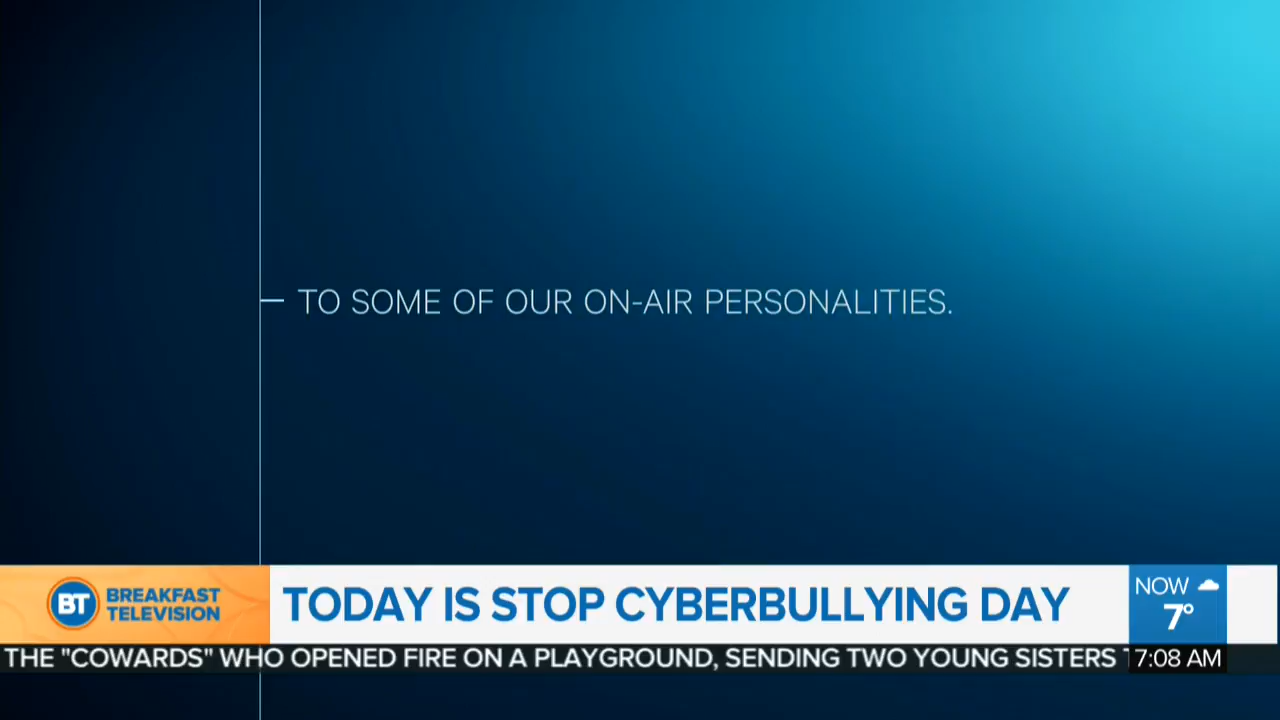 TO SOME OF OUR ON-AIR PERSONALITIES.
BT BREAKFAST
TELEVISION
TODAY IS STOP CYBERBULLYING DAY
NOW
7°
THE "COWARDS" WHO OPENED FIRE ON A PLAYGROUND, SENDING TWO YOUNG SISTERS
7:08 AM